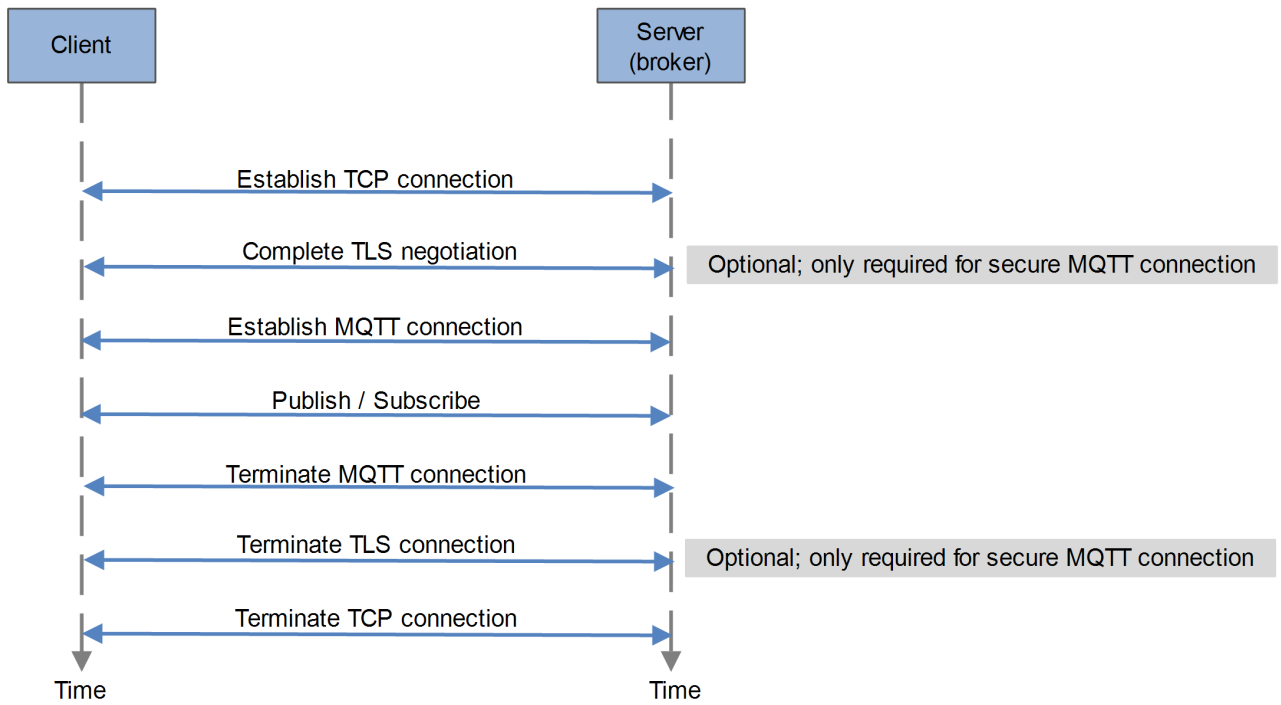 Client
Server
(broker)
Establish TCP connection
Complete TLS negotiation
Optional; only required for secure MQTT connection
Establish MQTT connection
Publish / Subscribe
Terminate MQTT connection
Terminate TLS connection
Optional; only required for secure MQTT connection
Terminate TCP connection
Time
Time